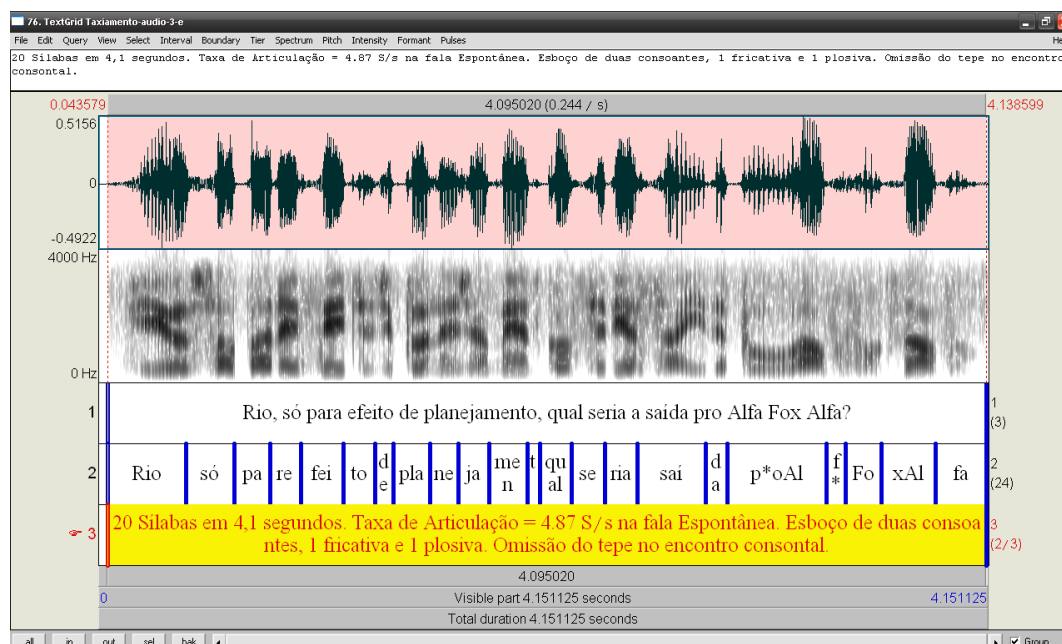 76. TextGrid Taxiamento-audio-3-e
File Edit Query View Select Interval Boundary Tier Spectrum Pitch Intensity Formant Pulses He
20 Sílabas em 4,1 segundos. Taxa de Articulação = 4.87 S/s na fala Espontânea. Esboço de duas consoantes, 1 fricativa e 1 plosiva. Omissão do tepe no encontro
consontal.
0.043579 4.095020 (0.244 / s) 4.138599
0.5156
0
-0.4922
4000 Hz
0 Hz
1 Rio, só para efeito de planejamento, qual seria a saída pro Alfa Fox Alfa? 1
(3)
2 Rio só pa re fei to de pla ne ja men t qual se ria saí da p*oAl f* Fo xAl fa 2
(24)
3 20 Sílabas em 4,1 segundos. Taxa de Articulação = 4.87 S/s na fala Espontânea. Esboço de duas consoa 3
ntes, 1 fricativa e 1 plosiva. Omissão do tepe no encontro consontal. (2/3)
4.095020
0 Visible part 4.151125 seconds 4.151125
Total duration 4.151125 seconds
all in out sel bak Group